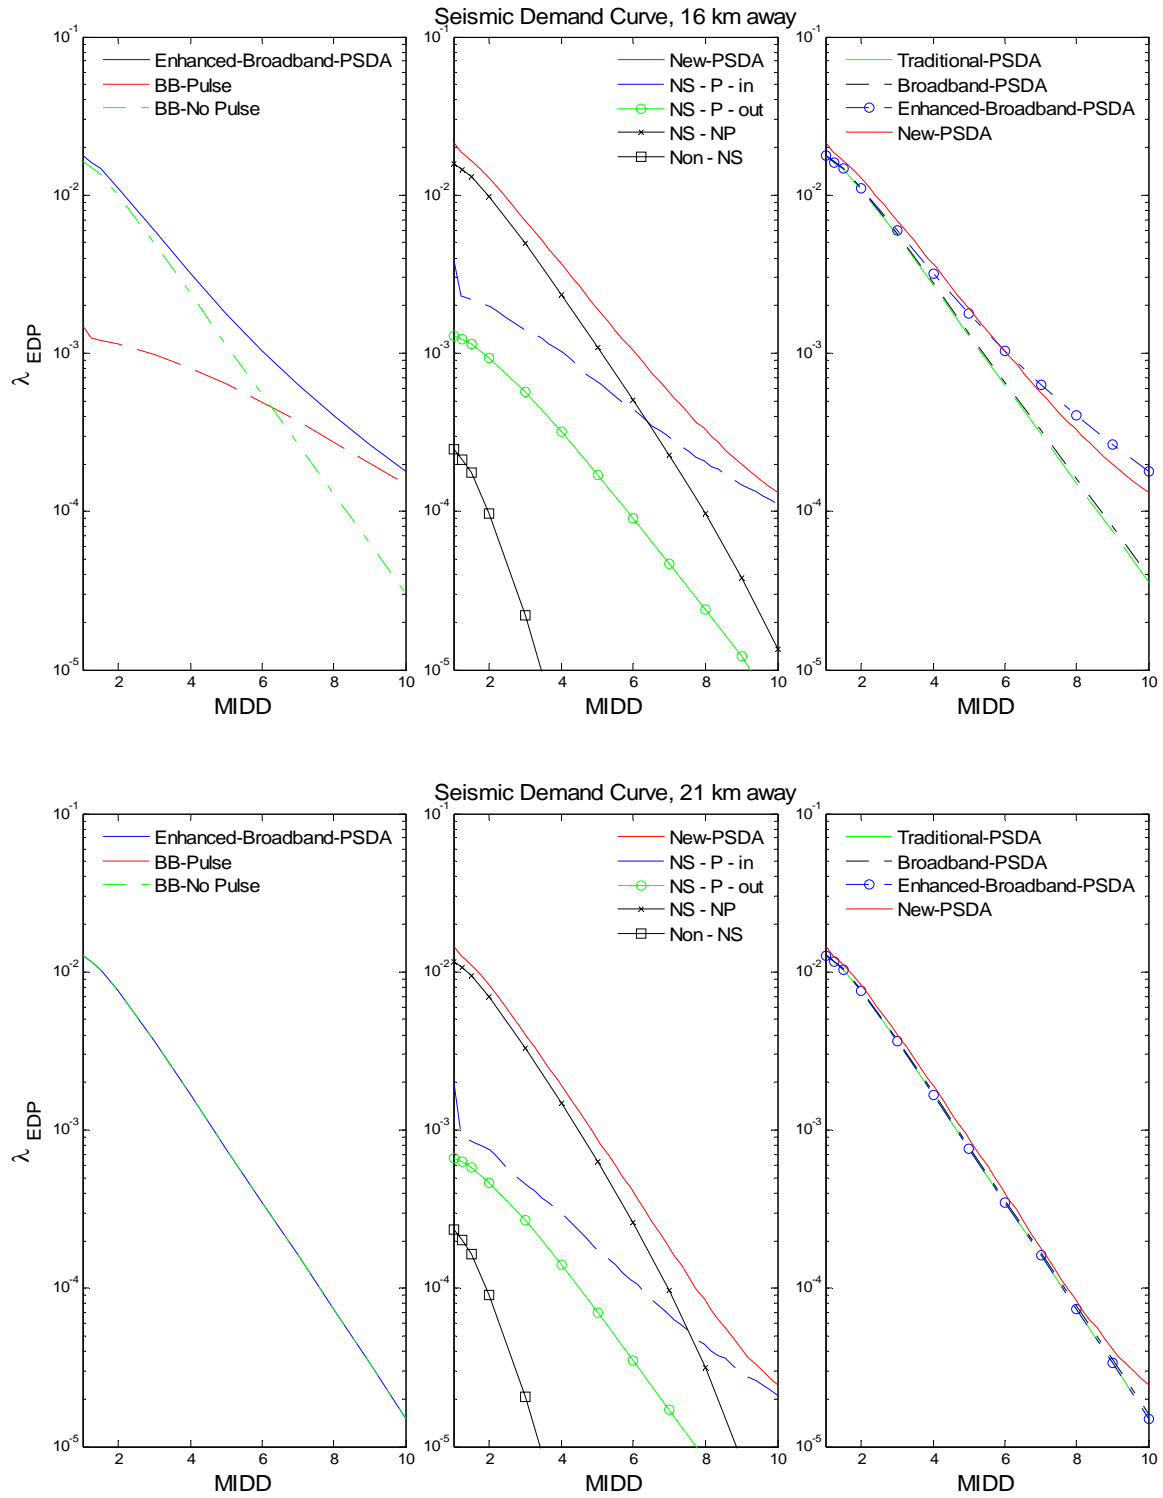 Seismic Demand Curve, 16 km away
10-1
10-2
10-3
10-4
10-5
λ EDP
Enhanced-Broadband-PSDA
BB-Pulse
BB-No Pulse
2 4 6 8 10
MIDD
10-1
10-2
10-3
10-4
10-5
New-PSDA
NS - P - in
NS - P - out
NS - NP
Non - NS
2 4 6 8 10
MIDD
10-1
10-2
10-3
10-4
10-5
Traditional-PSDA
Broadband-PSDA
Enhanced-Broadband-PSDA
New-PSDA
2 4 6 8 10
MIDD
Seismic Demand Curve, 21 km away
10-1
10-2
10-3
10-4
10-5
λ EDP
Enhanced-Broadband-PSDA
BB-Pulse
BB-No Pulse
2 4 6 8 10
MIDD
10-1
10-2
10-3
10-4
10-5
New-PSDA
NS - P - in
NS - P - out
NS - NP
Non - NS
2 4 6 8 10
MIDD
10-1
10-2
10-3
10-4
10-5
Traditional-PSDA
Broadband-PSDA
Enhanced-Broadband-PSDA
New-PSDA
2 4 6 8 10
MIDD